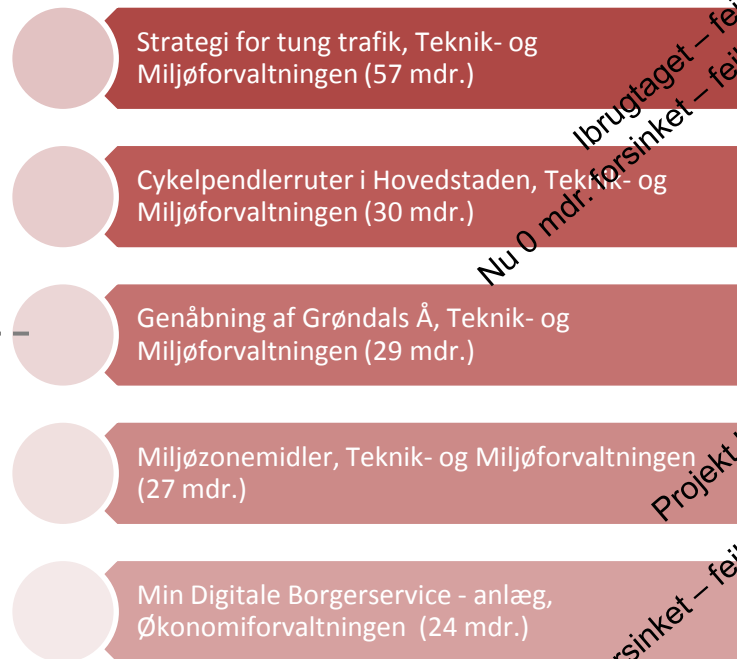 Strategi for tung trafik, Teknik- og
Miljøforvaltningen (57 mdr.)
Ibrugtaget –
Nu 0 mdr. forsinket –
Cykelpendlerruter i Hovedstaden, Teknik- og
Miljøforvaltningen (30 mdr.)
Genåbning af Grøndals Å, Teknik- og
Miljøforvaltningen (29 mdr.)
Miljøzonemidler, Teknik- og Miljøforvaltningen
(27 mdr.)
Projekt
Min Digitale Borgerservice - anlæg,
Økonomiforvaltningen (24 mdr.)